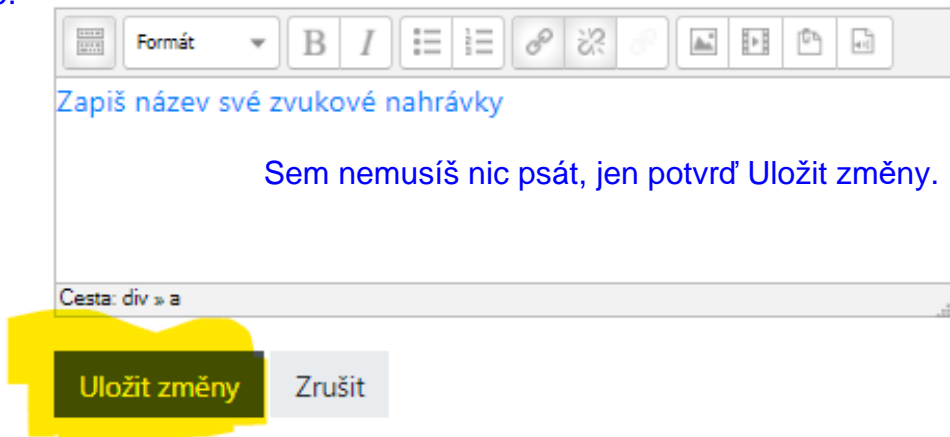 Formát B I
Zapiš název své zvukové nahrávky
Sem nemusíš nic psát, jen potvrď Uložit změny.
Cesta: div » a
Uložit změny Zrušit